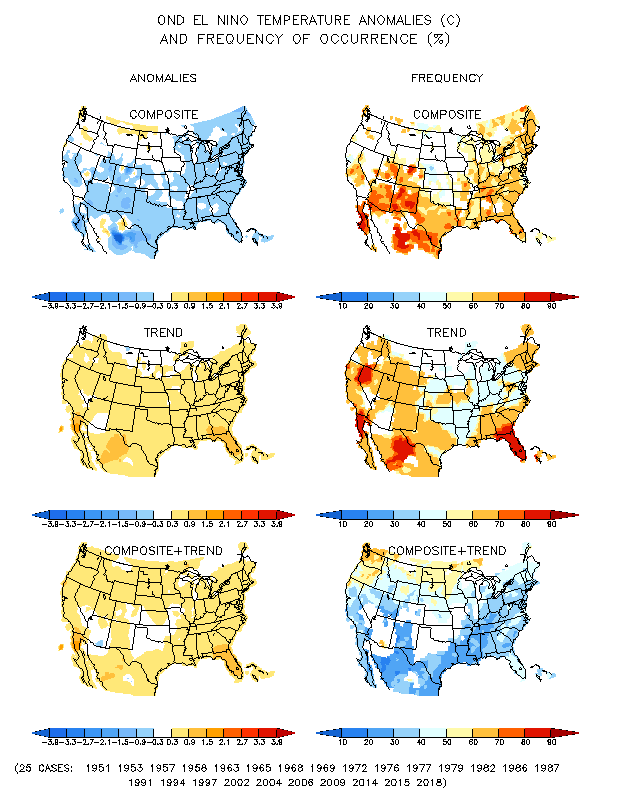 OND EL NINO TEMPERATURE ANOMALIES (C)
AND FREQUENCY OF OCCURRENCE (%)
ANOMALIES FREQUENCY
COMPOSITE COMPOSITE
-3.9 -3.3 -2.7 -2.1 -1.5 -0.9 -0.3 0.3 0.9 1.5 2.1 2.7 3.3 3.9 10 20 30 40 50 60 70 80 90
TREND TREND
-3.9 -3.3 -2.7 -2.1 -1.5 -0.9 -0.3 0.3 0.9 1.5 2.1 2.7 3.3 3.9 10 20 30 40 50 60 70 80 90
COMPOSITE+TREND COMPOSITE+TREND
-3.9 -3.3 -2.7 -2.1 -1.5 -0.9 -0.3 0.3 0.9 1.5 2.1 2.7 3.3 3.9 10 20 30 40 50 60 70 80 90
(25 CASES: 1951 1953 1957 1958 1963 1965 1968 1969 1972 1976 1977 1979 1982 1986 1987
1991 1994 1997 2002 2004 2006 2009 2014 2015 2018)